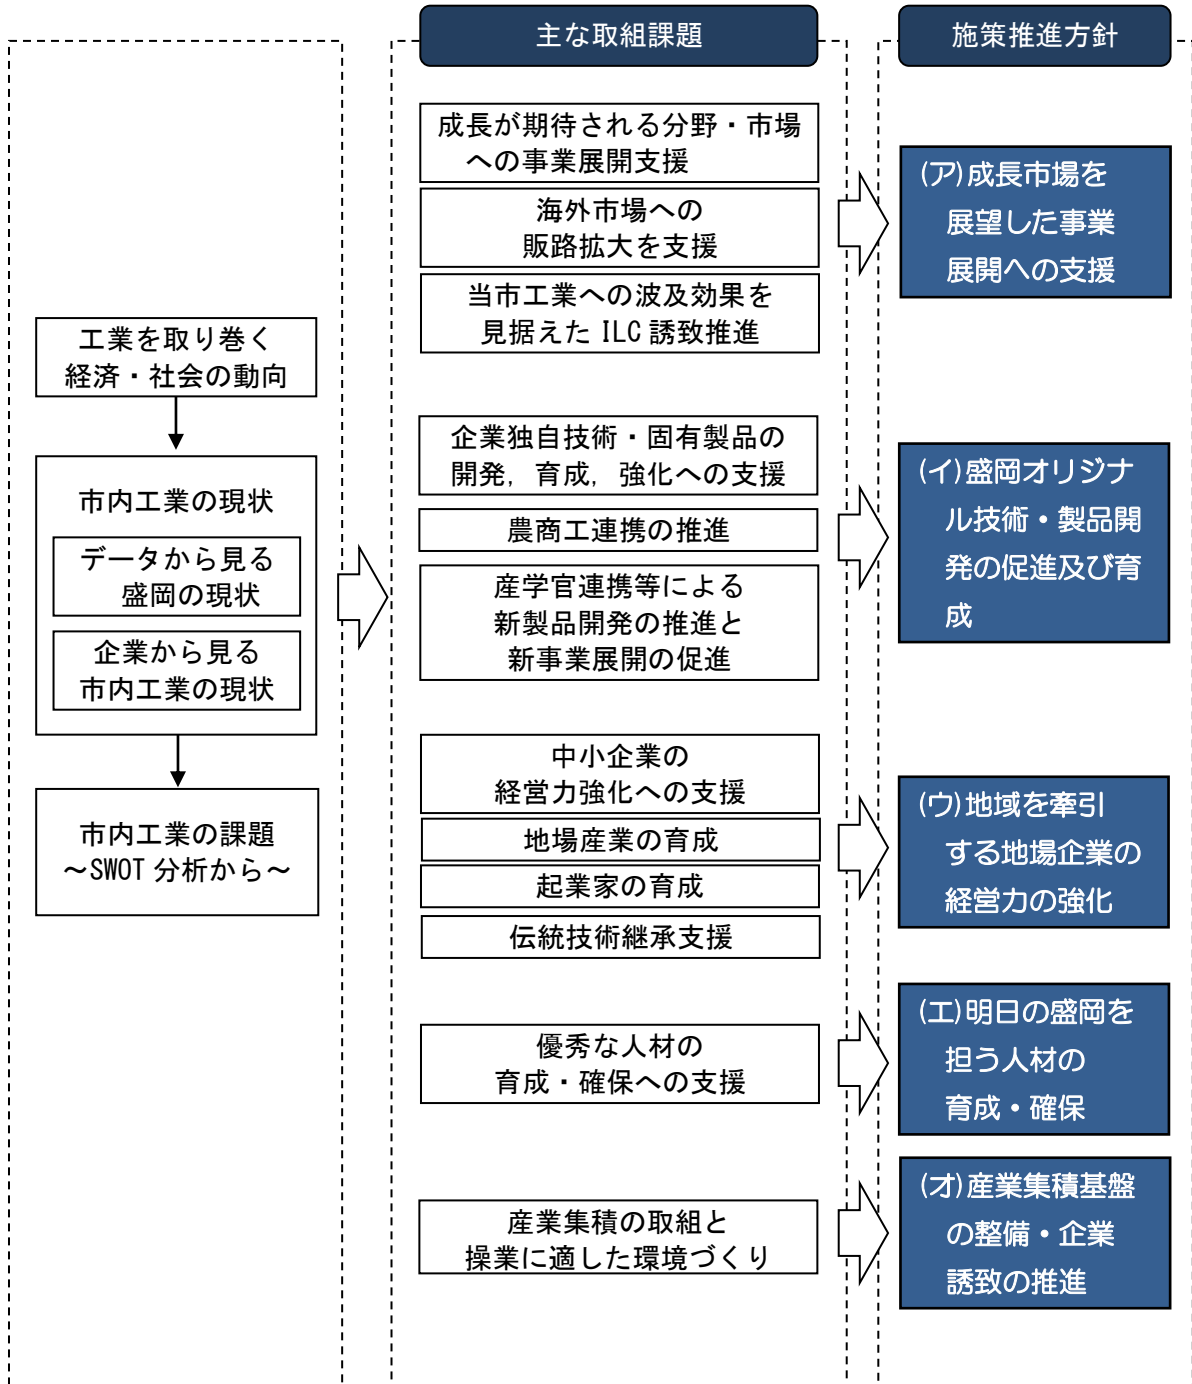 主な取組課題
施策推進方針
工業を取り巻く
経済・社会の動向
市内工業の現状
データから見る
盛岡の現状
企業から見る
市内工業の現状
市内工業の課題
～SWOT 分析から～
成長が期待される分野・市場
への事業展開支援
海外市場への
販路拡大を支援
当市工業への波及効果を
見据えた ILC 誘致推進
企業独自技術・固有製品の
開発，育成，強化への支援
農商工連携の推進
産学官連携等による
新製品開発の推進と
新事業展開の促進
中小企業の
経営力強化への支援
地場産業の育成
起業家の育成
伝統技術継承支援
優秀な人材の
育成・確保への支援
産業集積の取組と
操業に適した環境づくり
(ア)成長市場を
展望した事業
展開への支援
(イ)盛岡オリジナ
ル技術・製品開
発の促進及び育
成
(ウ)地域を牽引
する地場企業の
経営力の強化
(エ)明日の盛岡を
担う人材の
育成・確保
(オ)産業集積基盤
の整備・企業
誘致の推進